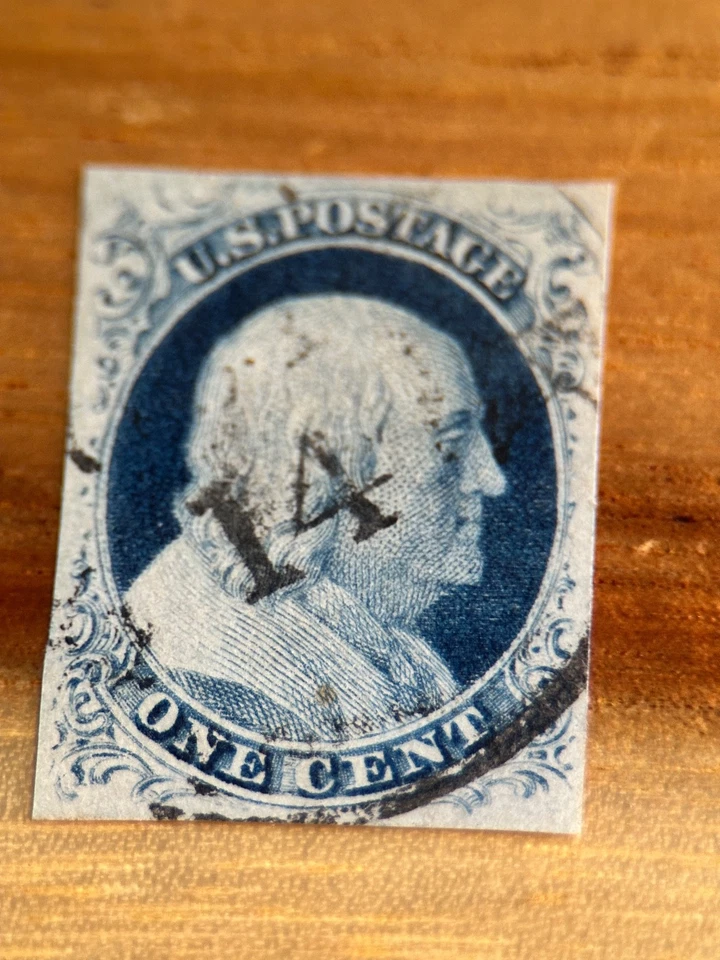 U.S. POSTAGE
14
ONE CENT